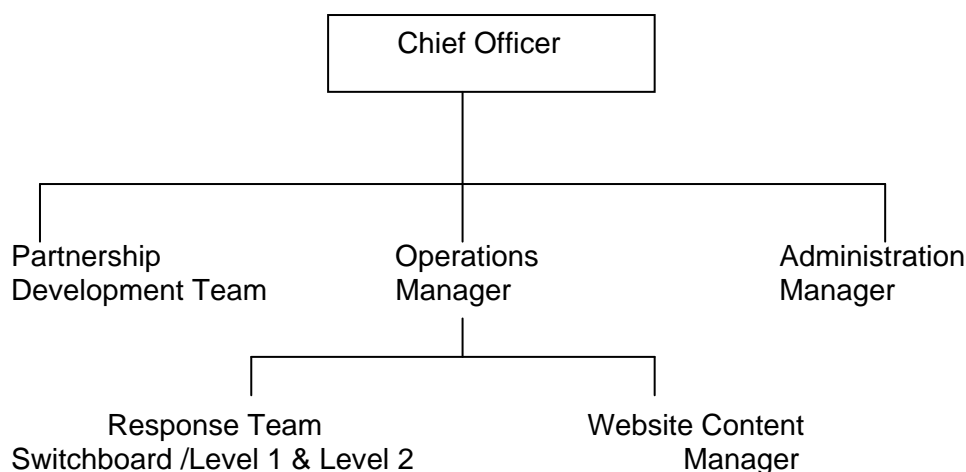 Chief Officer
Partnership
Development Team
Operations
Manager
Administration
Manager
Response Team
Switchboard /Level 1 & Level 2
Website Content
Manager